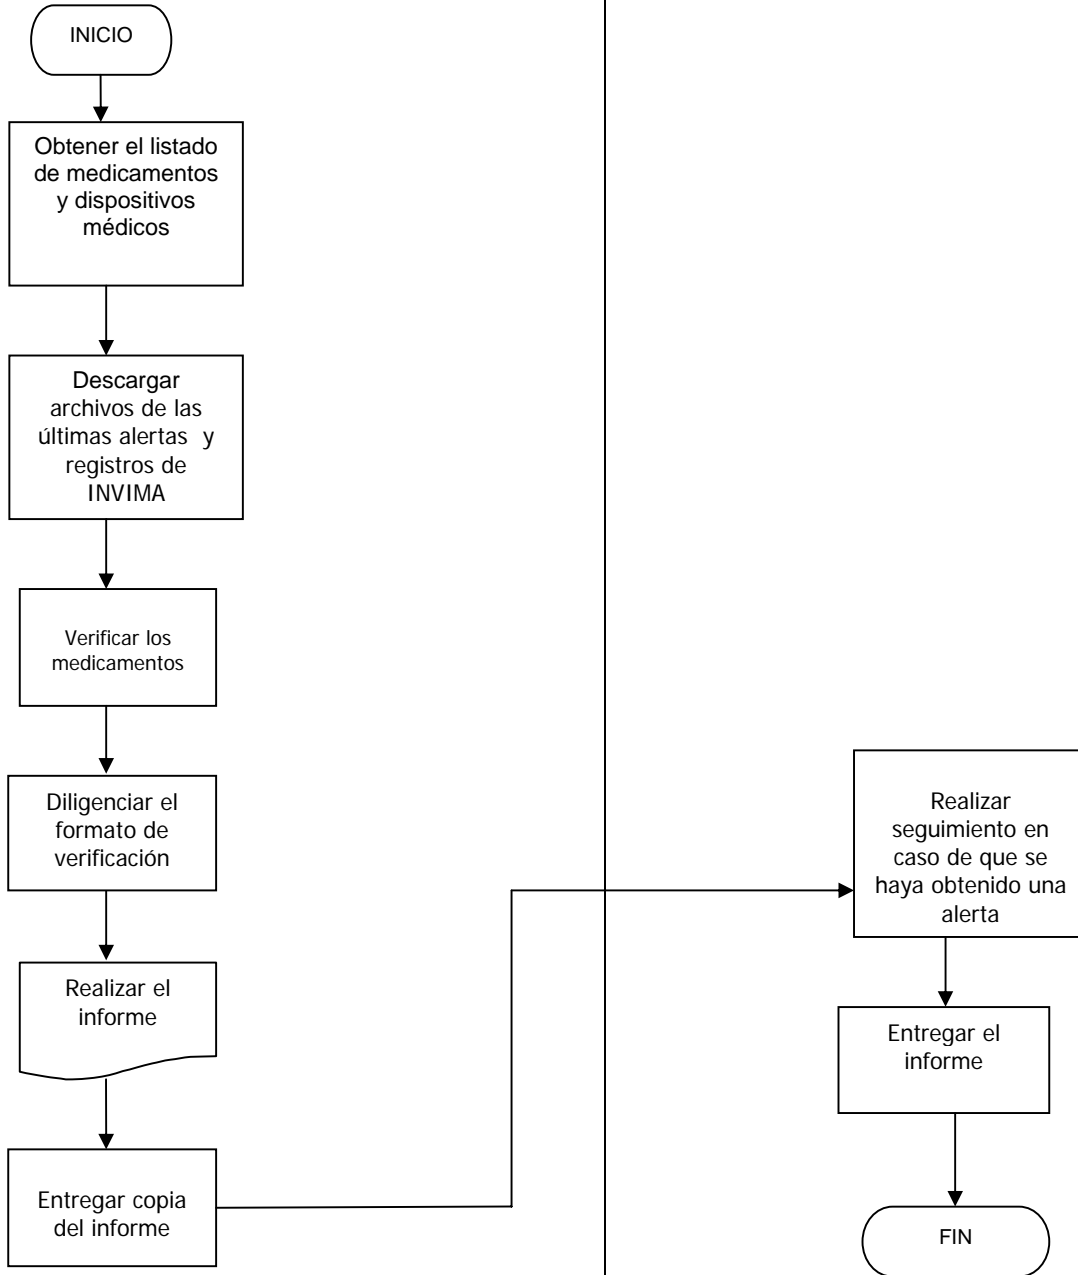 INICIO
Obtener el listado
de medicamentos
y dispositivos
médicos
Descargar
archivos de las
últimas alertas y
registros de
INVIMA
Verificar los
medicamentos
Diligenciar el
formato de
verificación
Realizar el
informe
Entregar copia
del informe
Realizar
seguimiento en
caso de que se
haya obtenido una
alerta
Entregar el
informe
FIN